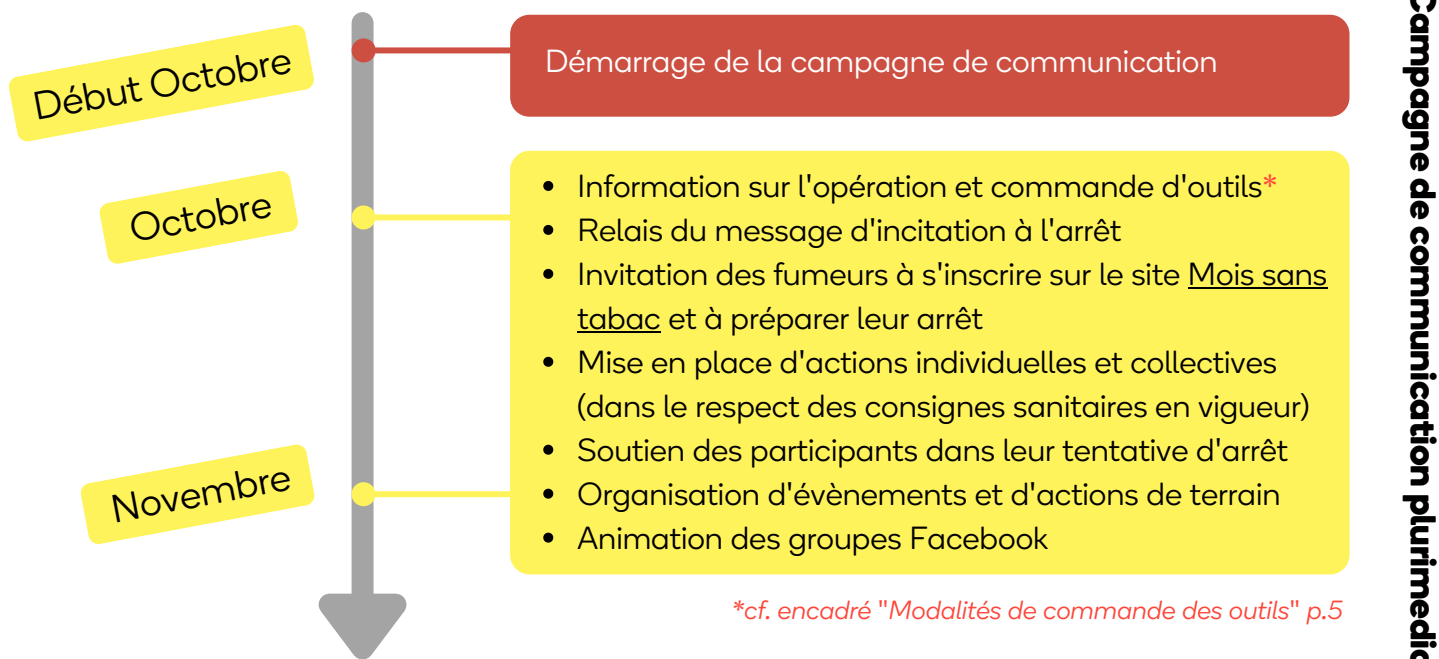 Début Octobre
Démarrage de la campagne de communication
Octobre
• Information sur l'opération et commande d'outils*
• Relais du message d'incitation à l'arrêt
• Invitation des fumeurs à s'inscrire sur le site Mois sans
tabac et à préparer leur arrêt
• Mise en place d'actions individuelles et collectives
(dans le respect des consignes sanitaires en vigueur)
• Soutien des participants dans leur tentative d'arrêt
• Organisation d'évènements et d'actions de terrain
• Animation des groupes Facebook
Novembre
*cf. encadré "Modalités de commande des outils" p.5
Campagne de communication plurimedia